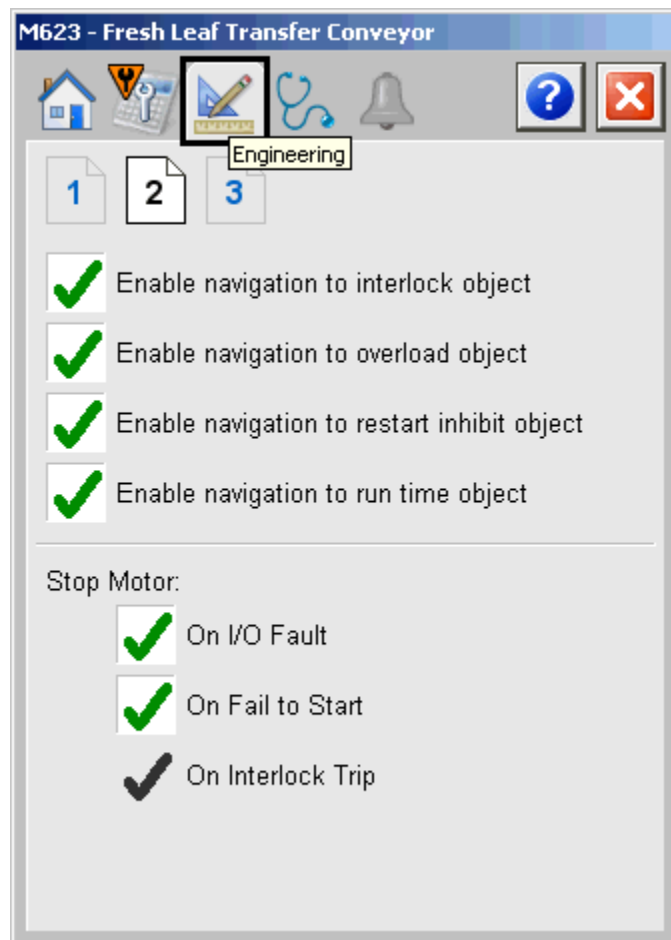 M623 - Fresh Leaf Transfer Conveyor
?
Engineering
1 2 3
Enable navigation to interlock object
Enable navigation to overload object
Enable navigation to restart inhibit object
Enable navigation to run time object
Stop Motor:
On I/O Fault
On Fail to Start
On Interlock Trip